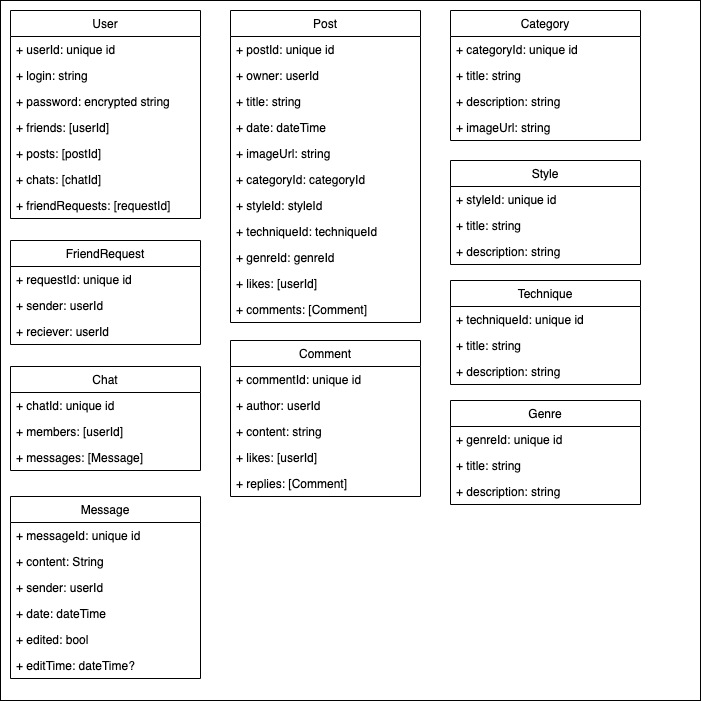 User
+ userId: unique id
+ login: string
+ password: encrypted string
+ friends: [userId]
+ posts: [postId]
+ chats: [chatId]
+ friendRequests: [requestId]
FriendRequest
+ requestId: unique id
+ sender: userId
+ reciever: userId
Chat
+ chatId: unique id
+ members: [userId]
+ messages: [Message]
Message
+ messageId: unique id
+ content: String
+ sender: userId
+ date: dateTime
+ edited: bool
+ editTime: dateTime?
Post
+ postId: unique id
+ owner: userId
+ title: string
+ date: dateTime
+ imageUrl: string
+ categoryId: categoryId
+ styleId: styleId
+ techniqueId: techniqueId
+ genreId: genreId
+ likes: [userId]
+ comments: [Comment]
Comment
+ commentId: unique id
+ author: userId
+ content: string
+ likes: [userId]
+ replies: [Comment]
Category
+ categoryId: unique id
+ title: string
+ description: string
+ imageUrl: string
Style
+ styleId: unique id
+ title: string
+ description: string
Technique
+ techniqueId: unique id
+ title: string
+ description: string
Genre
+ genreId: unique id
+ title: string
+ description: string